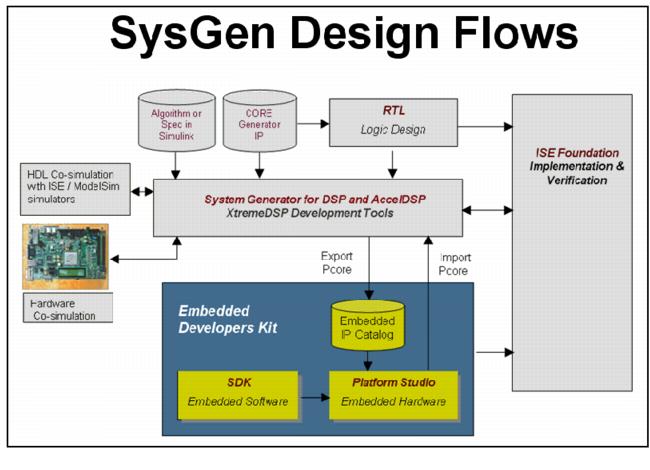 SysGen Design Flows
Algorithm or
Spec in
Simulink
CORE
Generator
IP
RTL
Logic Design
ISE Foundation
Implementation &
Verification
HDL Co-simulation
with ISE / ModelSim
simulators
System Generator for DSP and AccelDSP
XtremeDSP Development Tools
Export
Pcore
Import
Pcore
Hardware
Co-simulation
Embedded
Developers Kit
Embedded
IP Catalog
SDK
Embedded Software
Platform Studio
Embedded Hardware